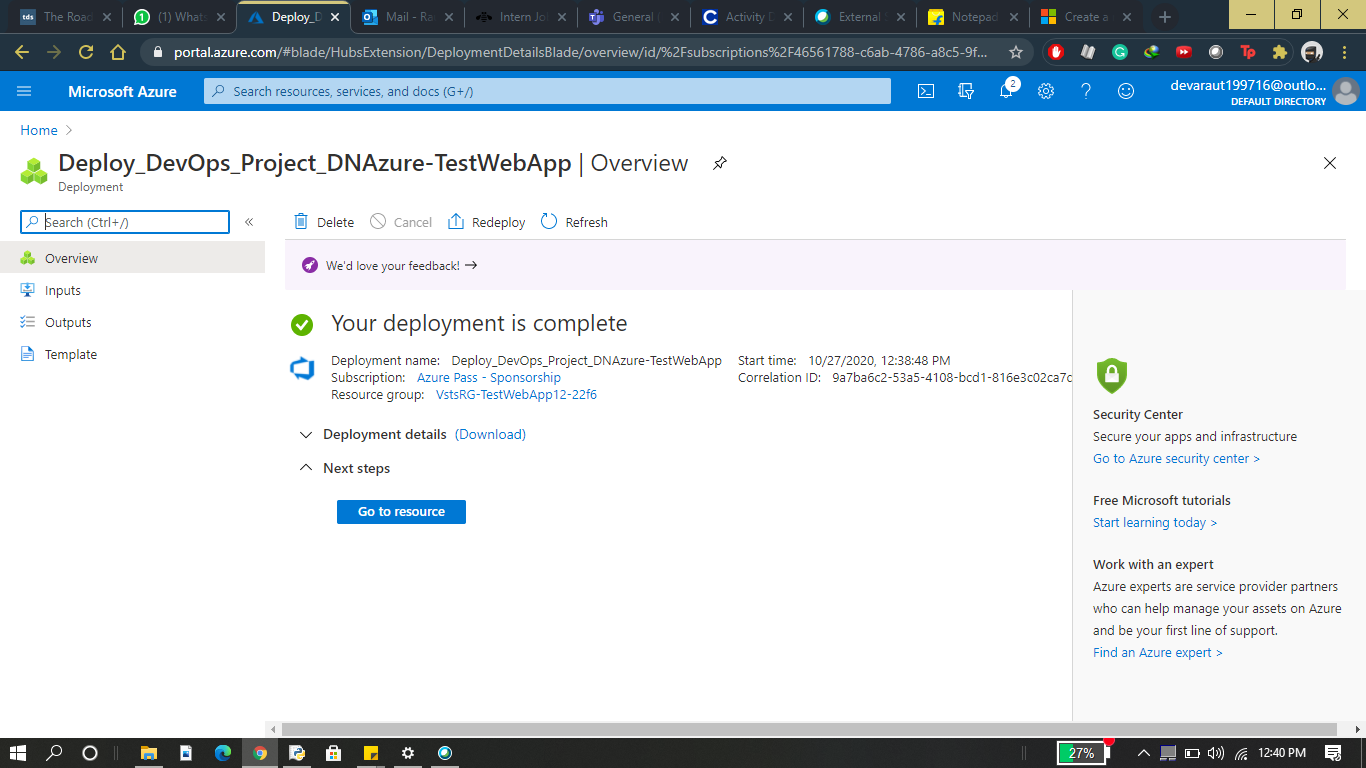 tds The Road
(1) Whats
Deploy_D
Mail - Ra
Intern Jo
General
Activity D
External
Notepad
Create a
portal.azure.com/#blade/HubsExtension/DeploymentDetailsBlade/overview/id/%2Fsubscriptions%2F46561788-c6ab-4786-a8c5-9f...
Microsoft Azure
Search resources, services, and docs (G+/)
2
devaraut199716@outlo...
DEFAULT DIRECTORY
Home
Deploy_DevOps_Project_DNAzure-TestWebApp | Overview
Deployment
Search (Ctrl+/)
«
Delete
Cancel
Redeploy
Refresh
Overview
Inputs
Outputs
Template
We'd love your feedback! →
Your deployment is complete
Deployment name: Deploy_DevOps_Project_DNAzure-TestWebApp
Subscription: Azure Pass - Sponsorship
Resource group: VstsRG-TestWebApp12-22f6
Start time: 10/27/2020, 12:38:48 PM
Correlation ID: 9a7ba6c2-53a5-4108-bcd1-816e3c02ca7c
Deployment details (Download)
Next steps
Go to resource
Security Center
Secure your apps and infrastructure
Go to Azure security center >
Free Microsoft tutorials
Start learning today >
Work with an expert
Azure experts are service provider partners
who can help manage your assets on Azure
and be your first line of support.
Find an Azure expert >
27%
12:40 PM